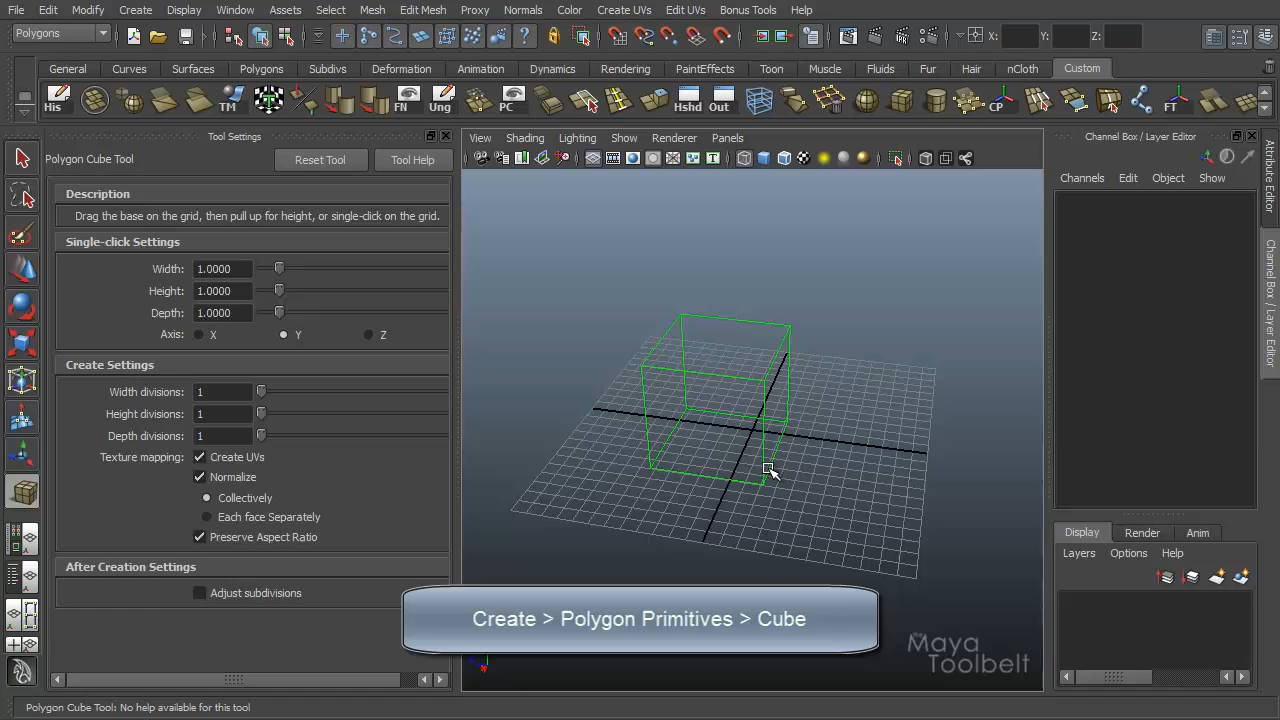 File Edit Modify Create Display Window Assets Select Mesh Edit Mesh Proxy Normals Color Create UVs Edit UVs Bonus Tools Help
Polygons X: Y: Z:
General Curves Surfaces Polygons Subdivs Deformation Animation Dynamics Rendering PaintEffects Toon Muscle Fluids Fur Hair nCloth Custom
His TM FN Ung PC Hshd Out CP FT
Tool Settings
Polygon Cube Tool Reset Tool Tool Help
Description
Drag the base on the grid, then pull up for height, or single-click on the grid.
Single-click Settings
Width: 1.0000
Height: 1.0000
Depth: 1.0000
Axis: X Y Z
Create Settings
Width divisions: 1
Height divisions: 1
Depth divisions: 1
Texture mapping: Create UVs
Normalize
Collectively
Each face Separately
Preserve Aspect Ratio
After Creation Settings
Adjust subdivisions
View Shading Lighting Show Renderer Panels
Create > Polygon Primitives > Cube
the Maya
Toolbelt
Channel Box / Layer Editor
Channels Edit Object Show
Attribute Editor
Channel Box / Layer Editor
Display Render Anim
Layers Options Help
Polygon Cube Tool: No help available for this tool